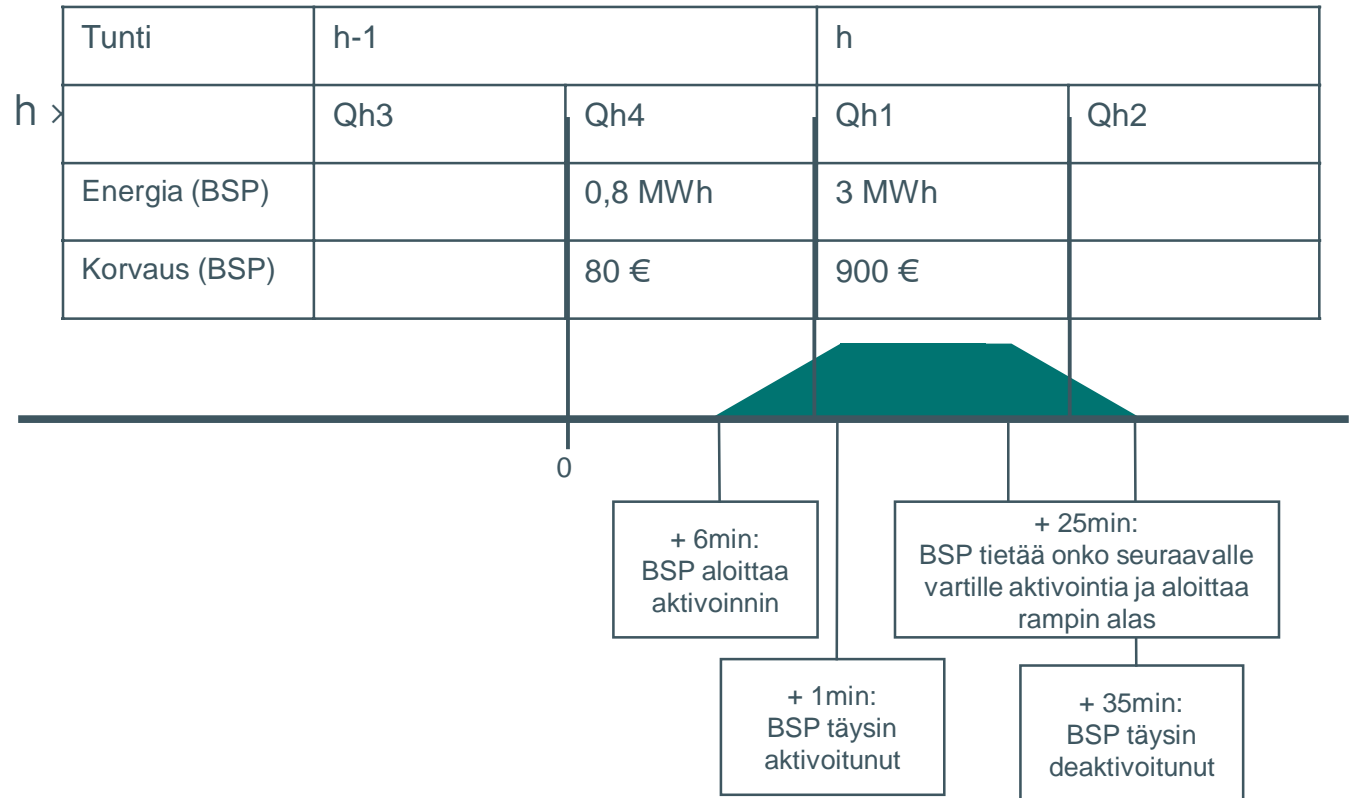 Tunti h-1 h
h
Qh3 Qh4 Qh1 Qh2
Energia (BSP) 0,8 MWh 3 MWh
Korvaus (BSP) 80 € 900 €
0
+ 6min:
BSP aloittaa
aktivoinnin
+ 25min:
BSP tietää onko seuraavalle
vartille aktivointia ja aloittaa
rampin alas
+ 1min:
BSP täysin
aktivoitunut
+ 35min:
BSP täysin
deaktivoitunut